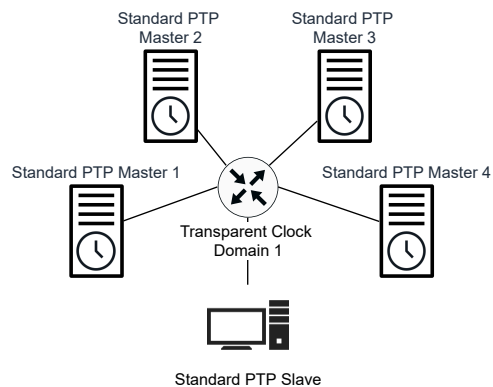 Standard PTP
Master 2
Standard PTP
Master 3
Standard PTP Master 1
Standard PTP Master 4
Transparent Clock
Domain 1
Standard PTP Slave